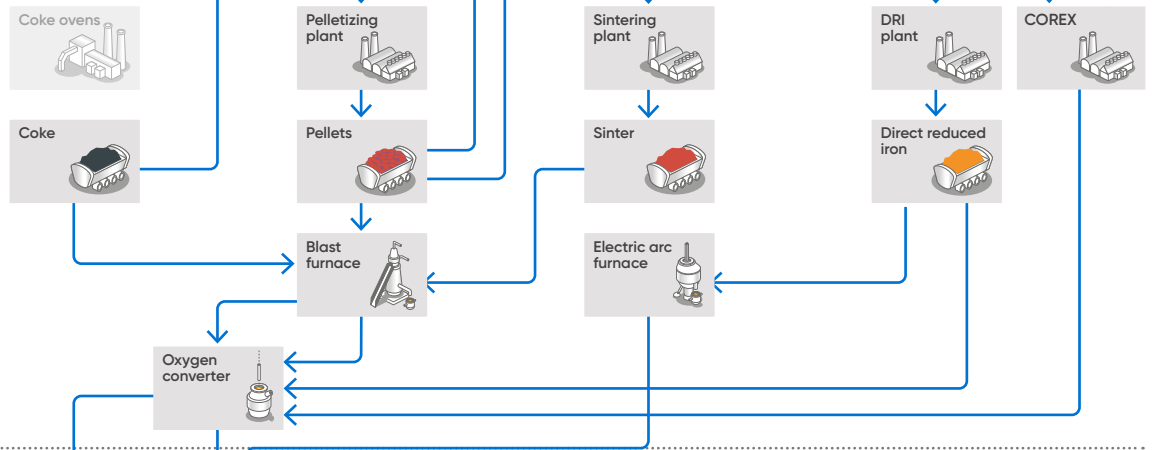 Coke ovens
Pelletizing
plant
Sintering
plant
DRI
plant
COREX
Coke
Pellets
Sinter
Direct reduced
iron
Blast
furnace
Electric arc
furnace
Oxygen
converter